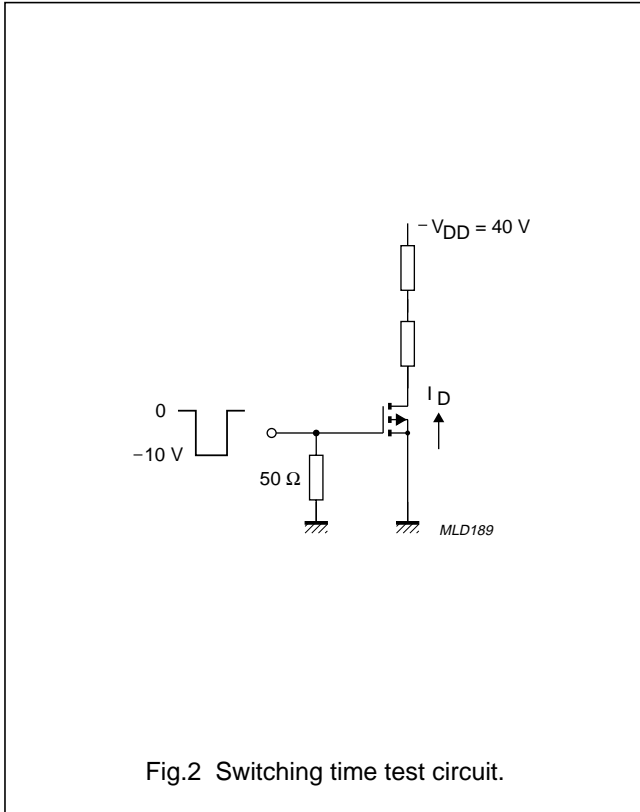 − VDD = 40 V
ID
0
−10 V
50 Ω
MLD189
Fig.2 Switching time test circuit.